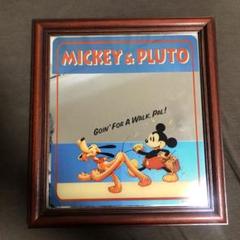 MICKEY & PLUTO
GOIN' FOR A WALK, PAL!